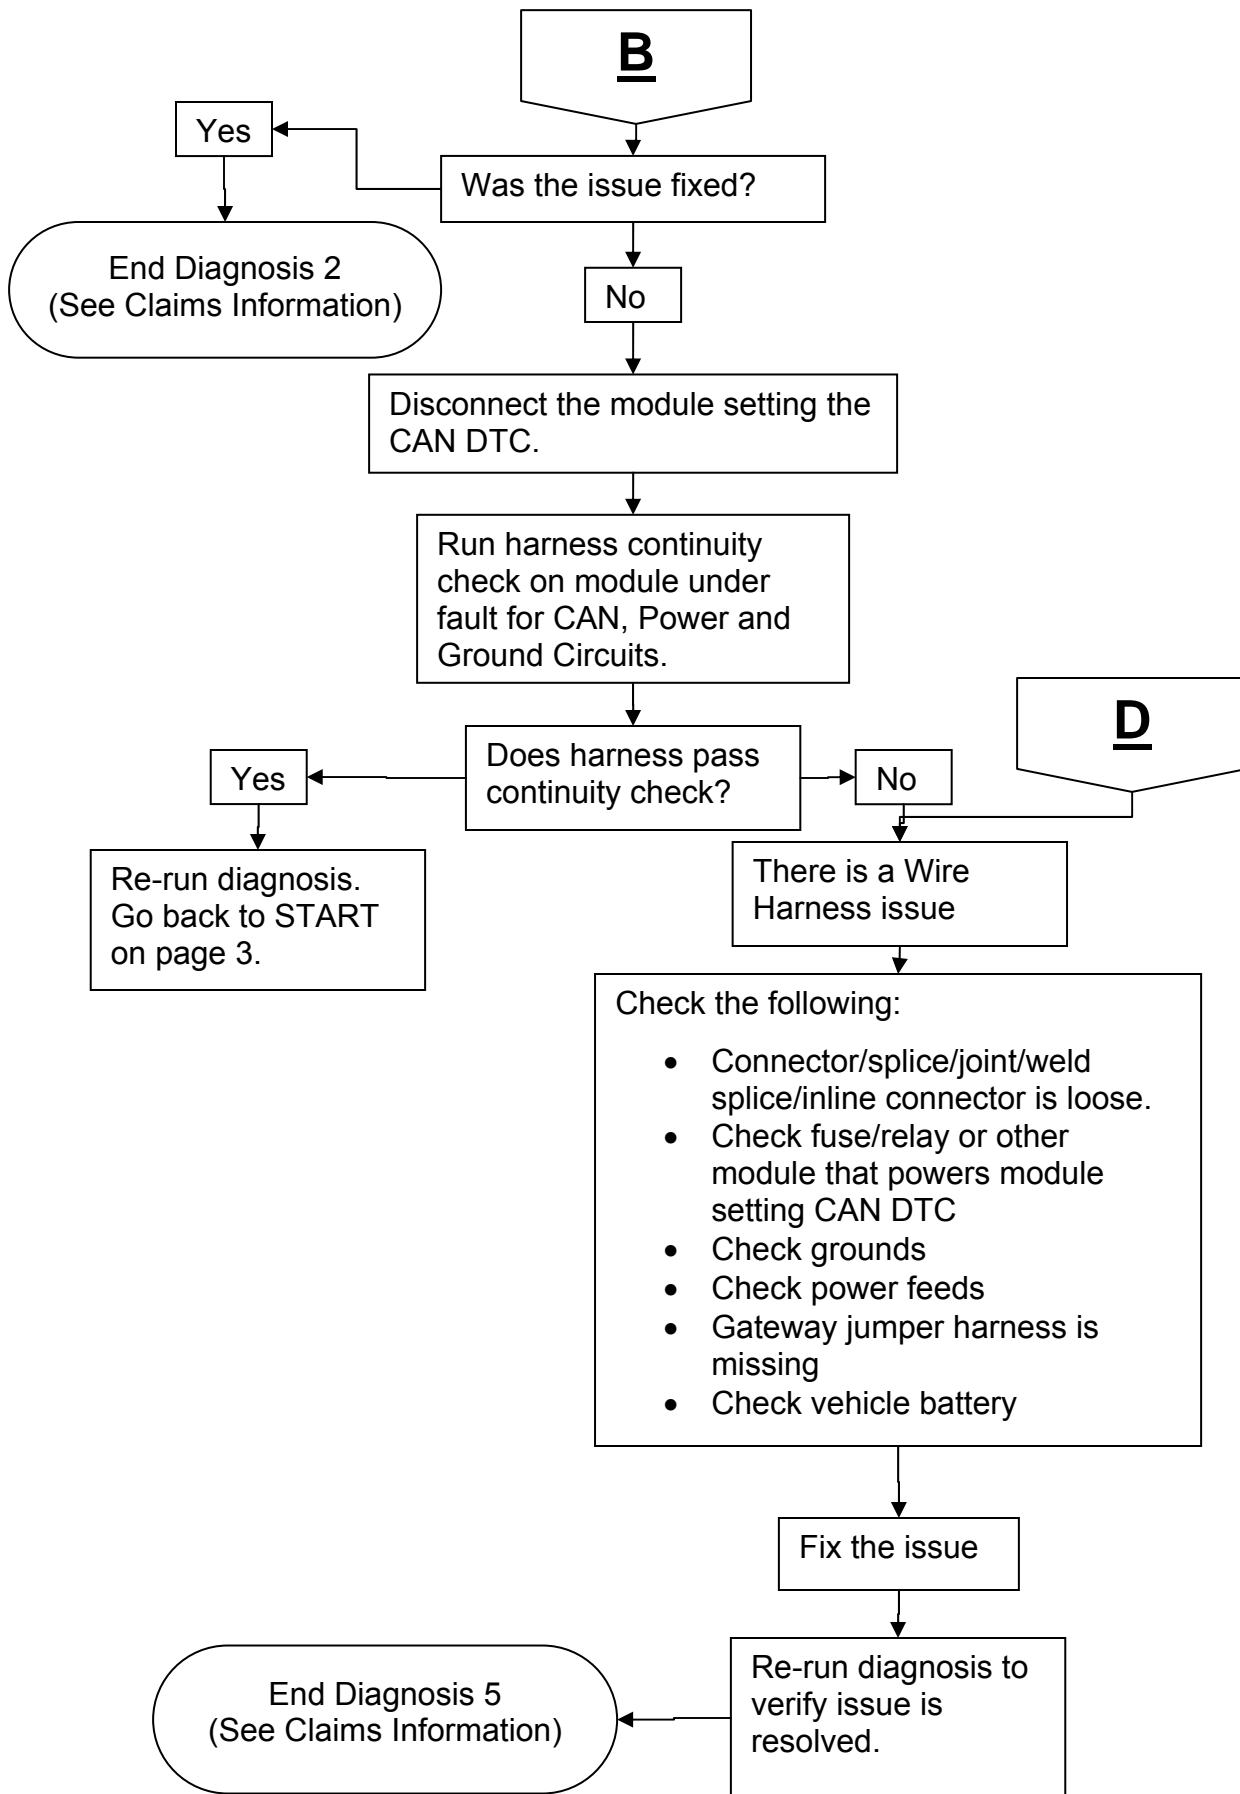 B
Yes
Was the issue fixed?
End Diagnosis 2
(See Claims Information)
No
Disconnect the module setting the
CAN DTC.
Run harness continuity
check on module under
fault for CAN, Power and
Ground Circuits.
D
Does harness pass
continuity check?
Yes
No
Re-run diagnosis.
Go back to START
on page 3.
There is a Wire
Harness issue
Check the following:
• Connector/splice/joint/weld
splice/inline connector is loose.
• Check fuse/relay or other
module that powers module
setting CAN DTC
• Check grounds
• Check power feeds
• Gateway jumper harness is
missing
• Check vehicle battery
Fix the issue
Re-run diagnosis to
verify issue is
resolved.
End Diagnosis 5
(See Claims Information)